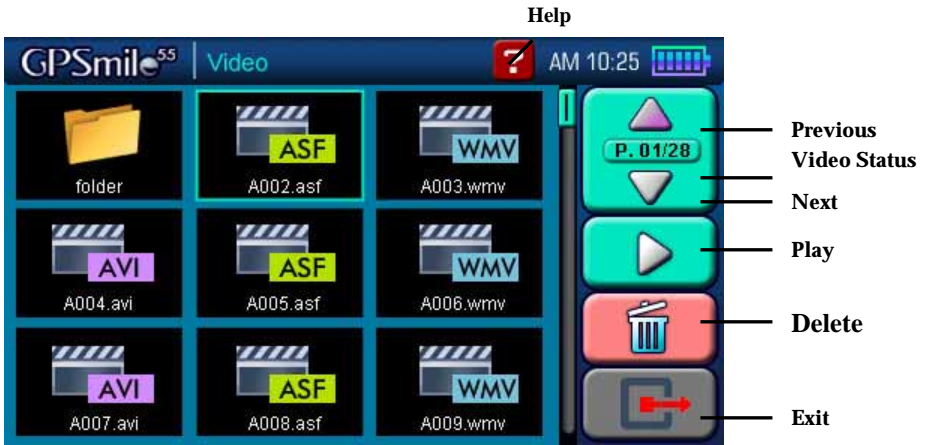 Help
GPSmile55 Video ? AM 10:25
folder A002.asf A003.wmv
ASF WMV
P. 01/28
Previous
Video Status
Next
AVI ASF WMV
A004.avi A005.asf A006.wmv
Play
Delete
AVI ASF WMV
A007.avi A008.asf A009.wmv
Exit